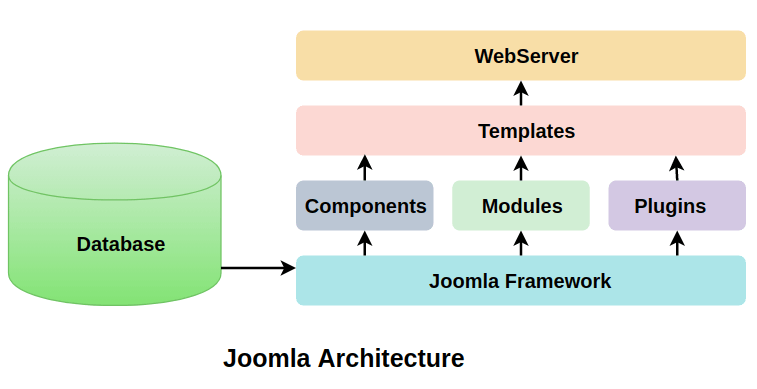 WebServer
Templates
Components
Modules
Plugins
Database
Joomla Framework
Joomla Architecture